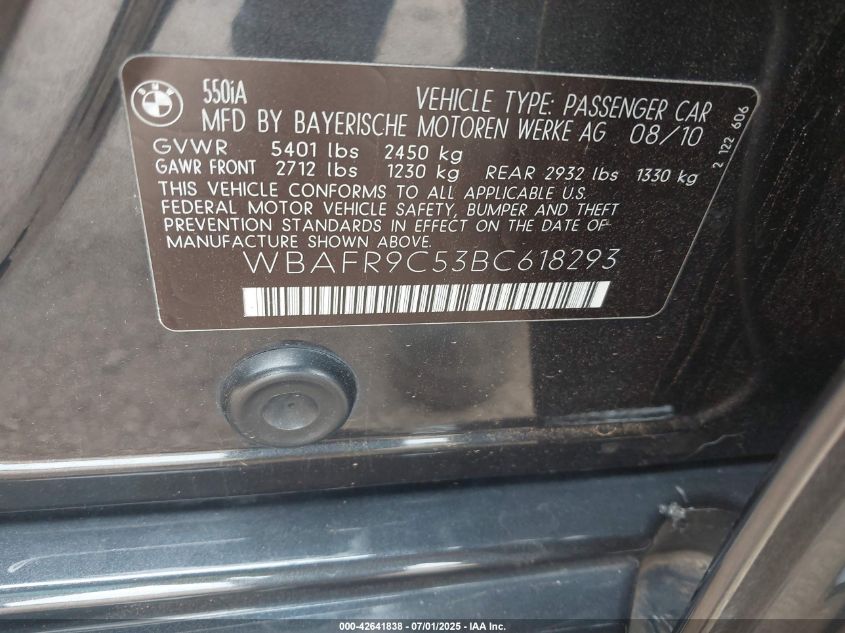 BMW
550iA
VEHICLE TYPE: PASSENGER CAR
MFD BY BAYERISCHE MOTOREN WERKE AG 08/10
GVWR 5401 lbs 2450 kg
GAWR FRONT 2712 lbs 1230 kg REAR 2932 lbs 1330 kg
THIS VEHICLE CONFORMS TO ALL APPLICABLE U.S.
FEDERAL MOTOR VEHICLE SAFETY, BUMPER AND THEFT
PREVENTION STANDARDS IN EFFECT ON THE DATE OF
MANUFACTURE SHOWN ABOVE.
WBAFR9C53BC618293
2 122 606
000-42641838 - 07/01/2025 - IAA Inc.